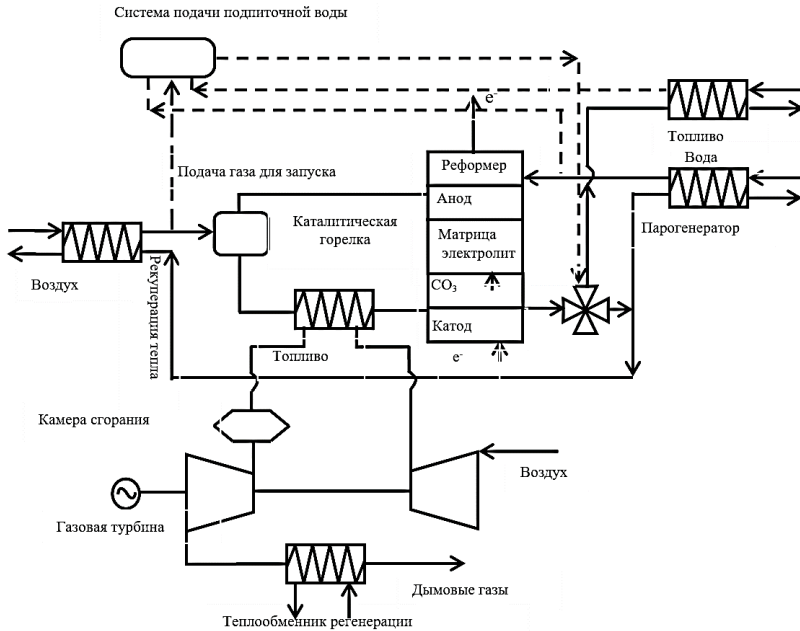 Система подачи подпиточной воды
e-
Топливо
Вода
Подача газа для запуска
Реформер
Анод
Каталитическая
горелка
Матрица
электролит
Парогенератор
Воздух
Рекуперация тепла
CO3
Катод
Топливо
e-
Камера сгорания
Воздух
Газовая турбина
Дымовые газы
Теплообменник регенерации